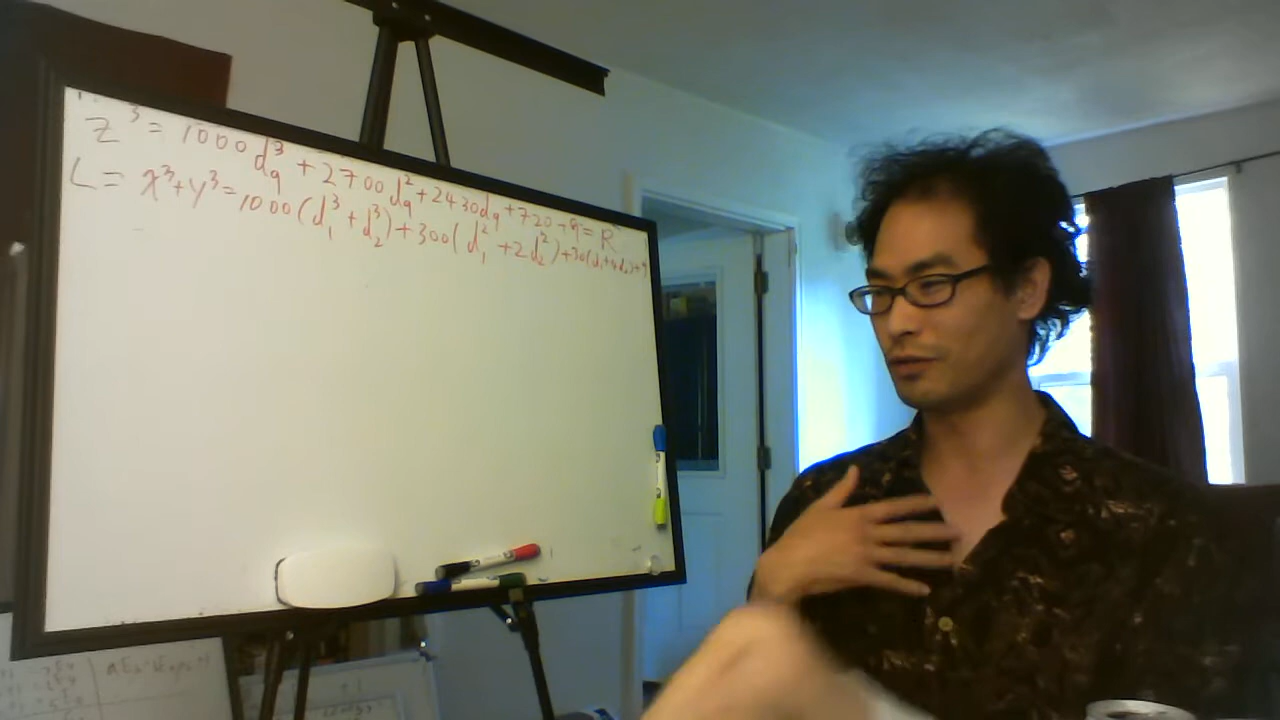 z³ = 1000d₉³ + 2700d₉² + 2430d₉ + 720 + 9 = R
L = x³ + y³ = 1000(d₁³ + d₂³) + 300(d₁² + 2d₂²) + 30(d₁ + 4d₂) + 9